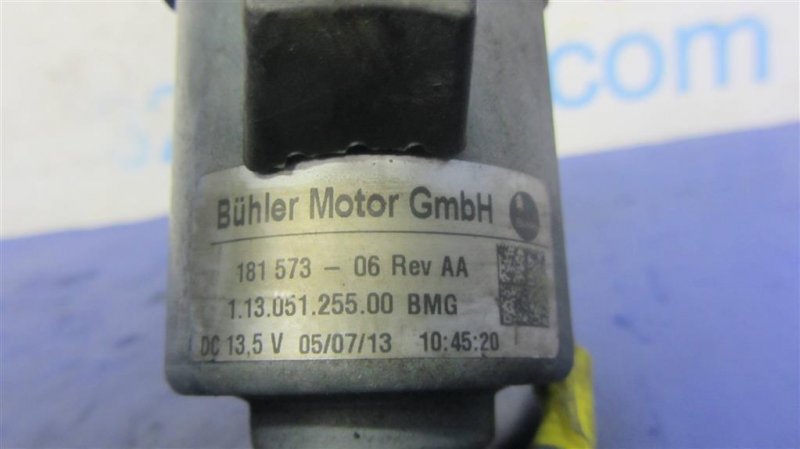 com
Bühler Motor GmbH
181 573 - 06 Rev AA
1.13.051.255.00 BMG
DC 13,5 V 05/07/13 10:45:20